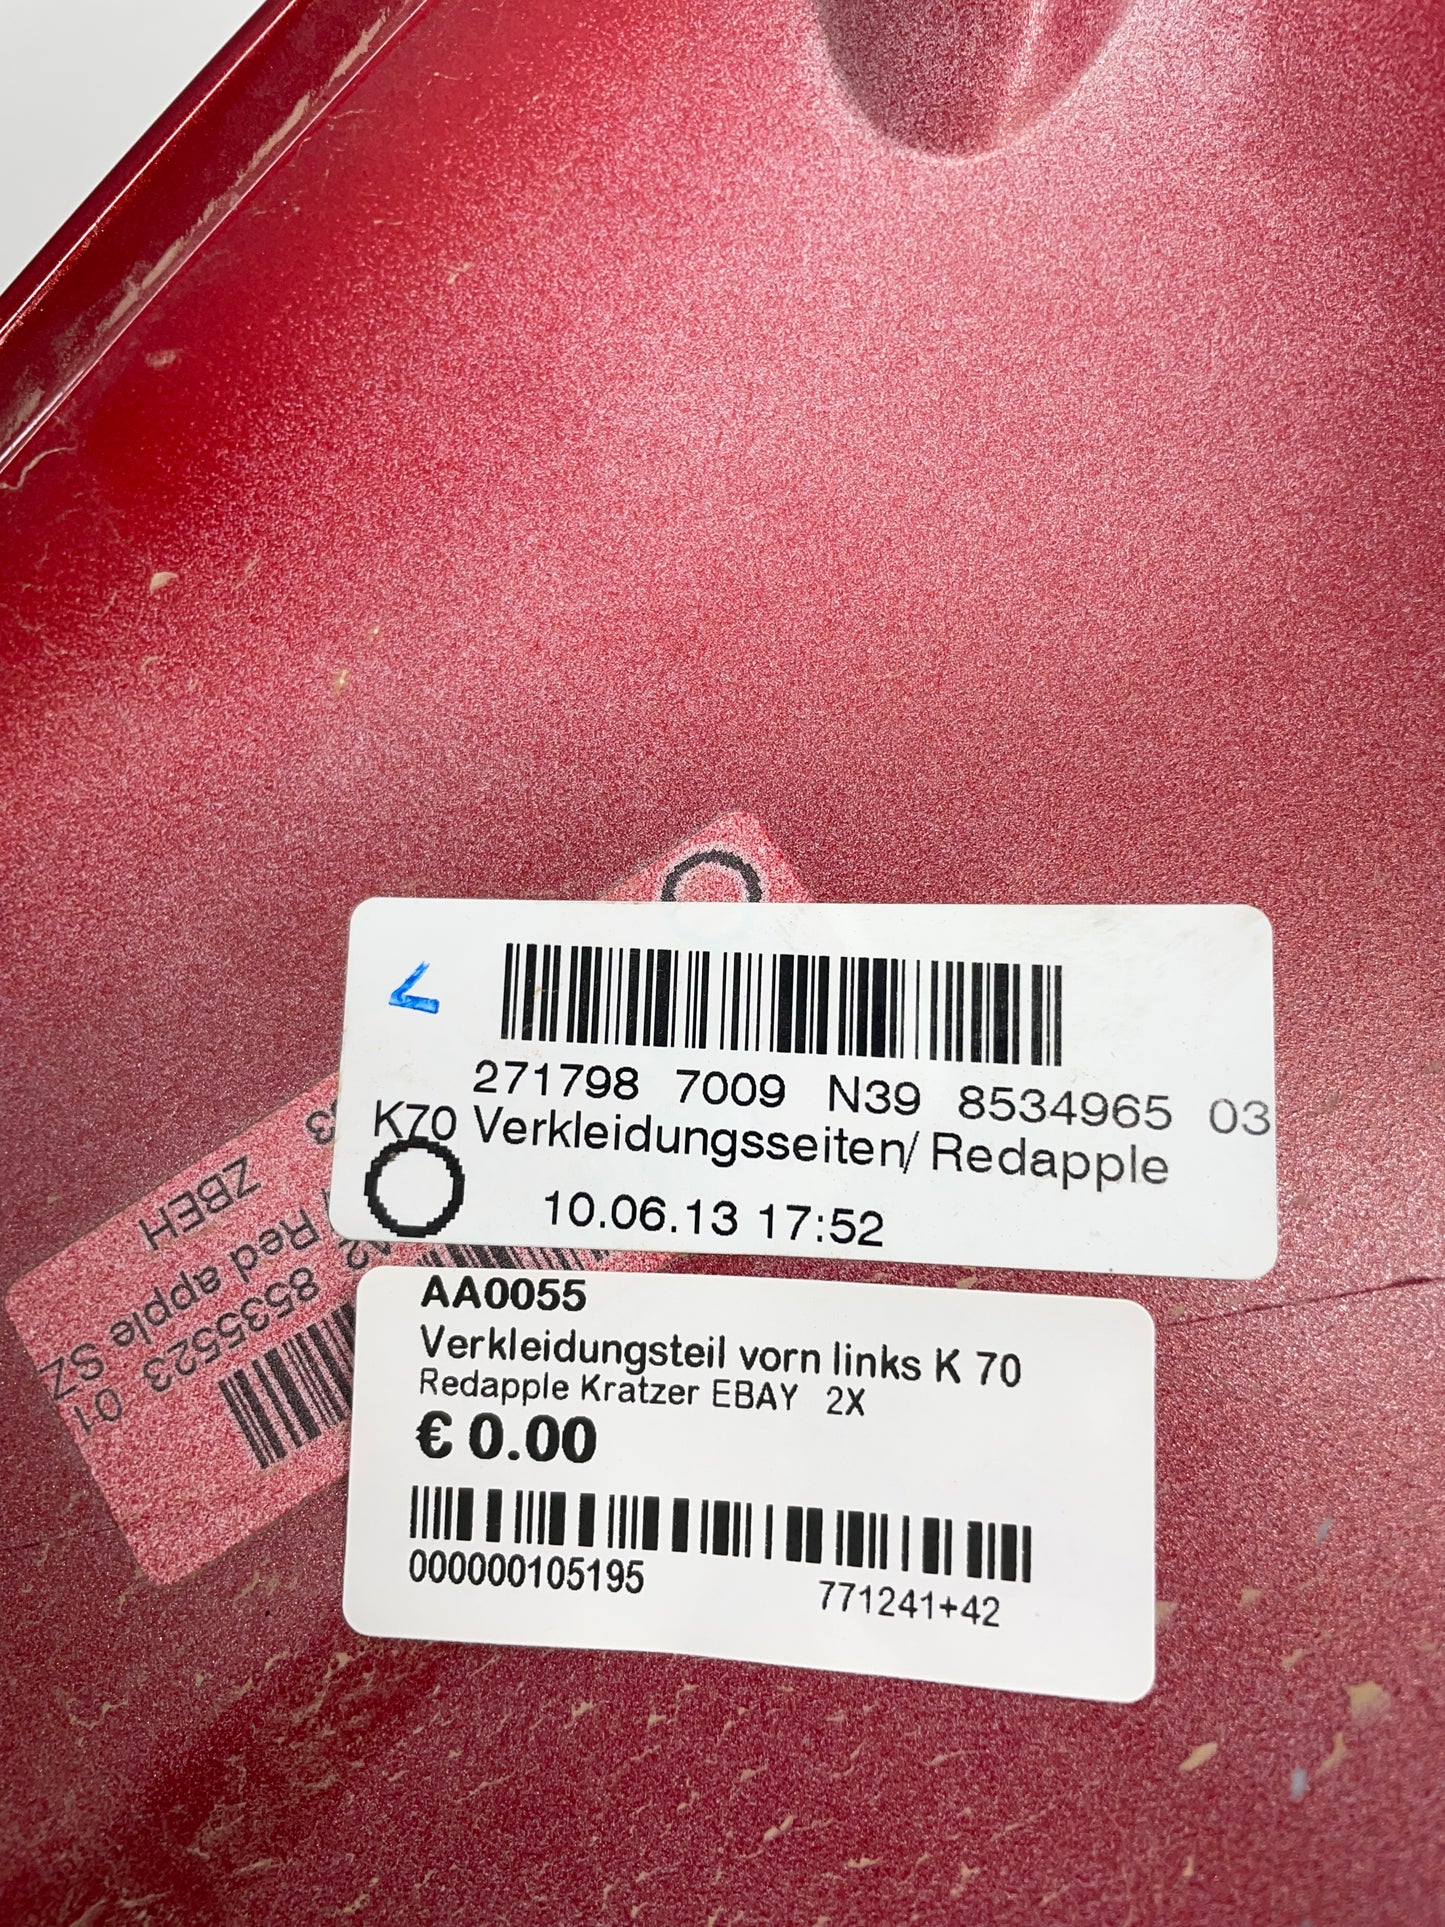 271798 7009 N39 8534965 03
K70 Verkleidungsseiten/ Redapple
10.06.13 17:52
AA0055
Verkleidungsteil vorn links K 70
Redapple Kratzer EBAY 2X
€ 0.00
000000105195 771241+42
ZBEH
Red apple SZ
8535523 01